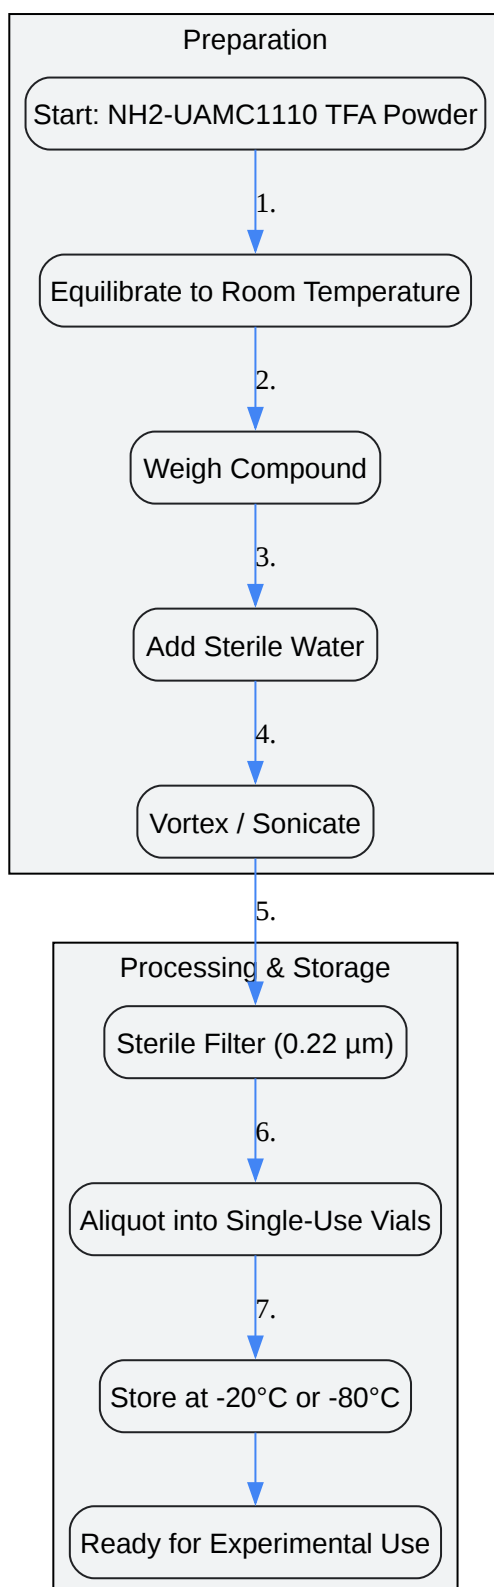 Preparation
Start: NH2-UAMC1110 TFA Powder
1.
Equilibrate to Room Temperature
2.
Weigh Compound
3.
Add Sterile Water
4.
Vortex / Sonicate
5.
Processing & Storage
Sterile Filter (0.22 µm)
6.
Aliquot into Single-Use Vials
7.
Store at -20°C or -80°C
Ready for Experimental Use